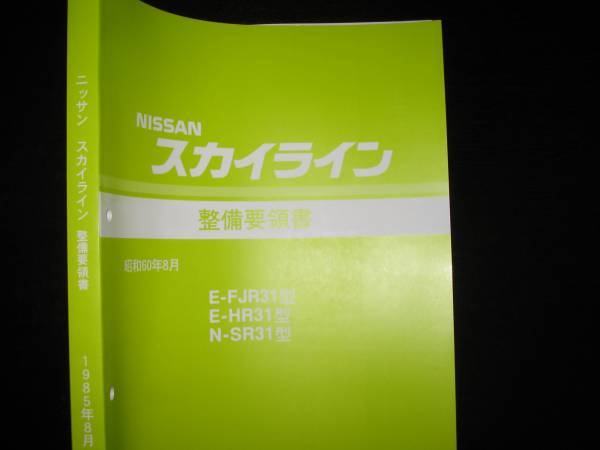 ニッサン スカイライン 整備要領書 1985年8月
NISSAN
スカイライン
整備要領書
昭和60年8月
E-FJR31型
E-HR31型
N-SR31型